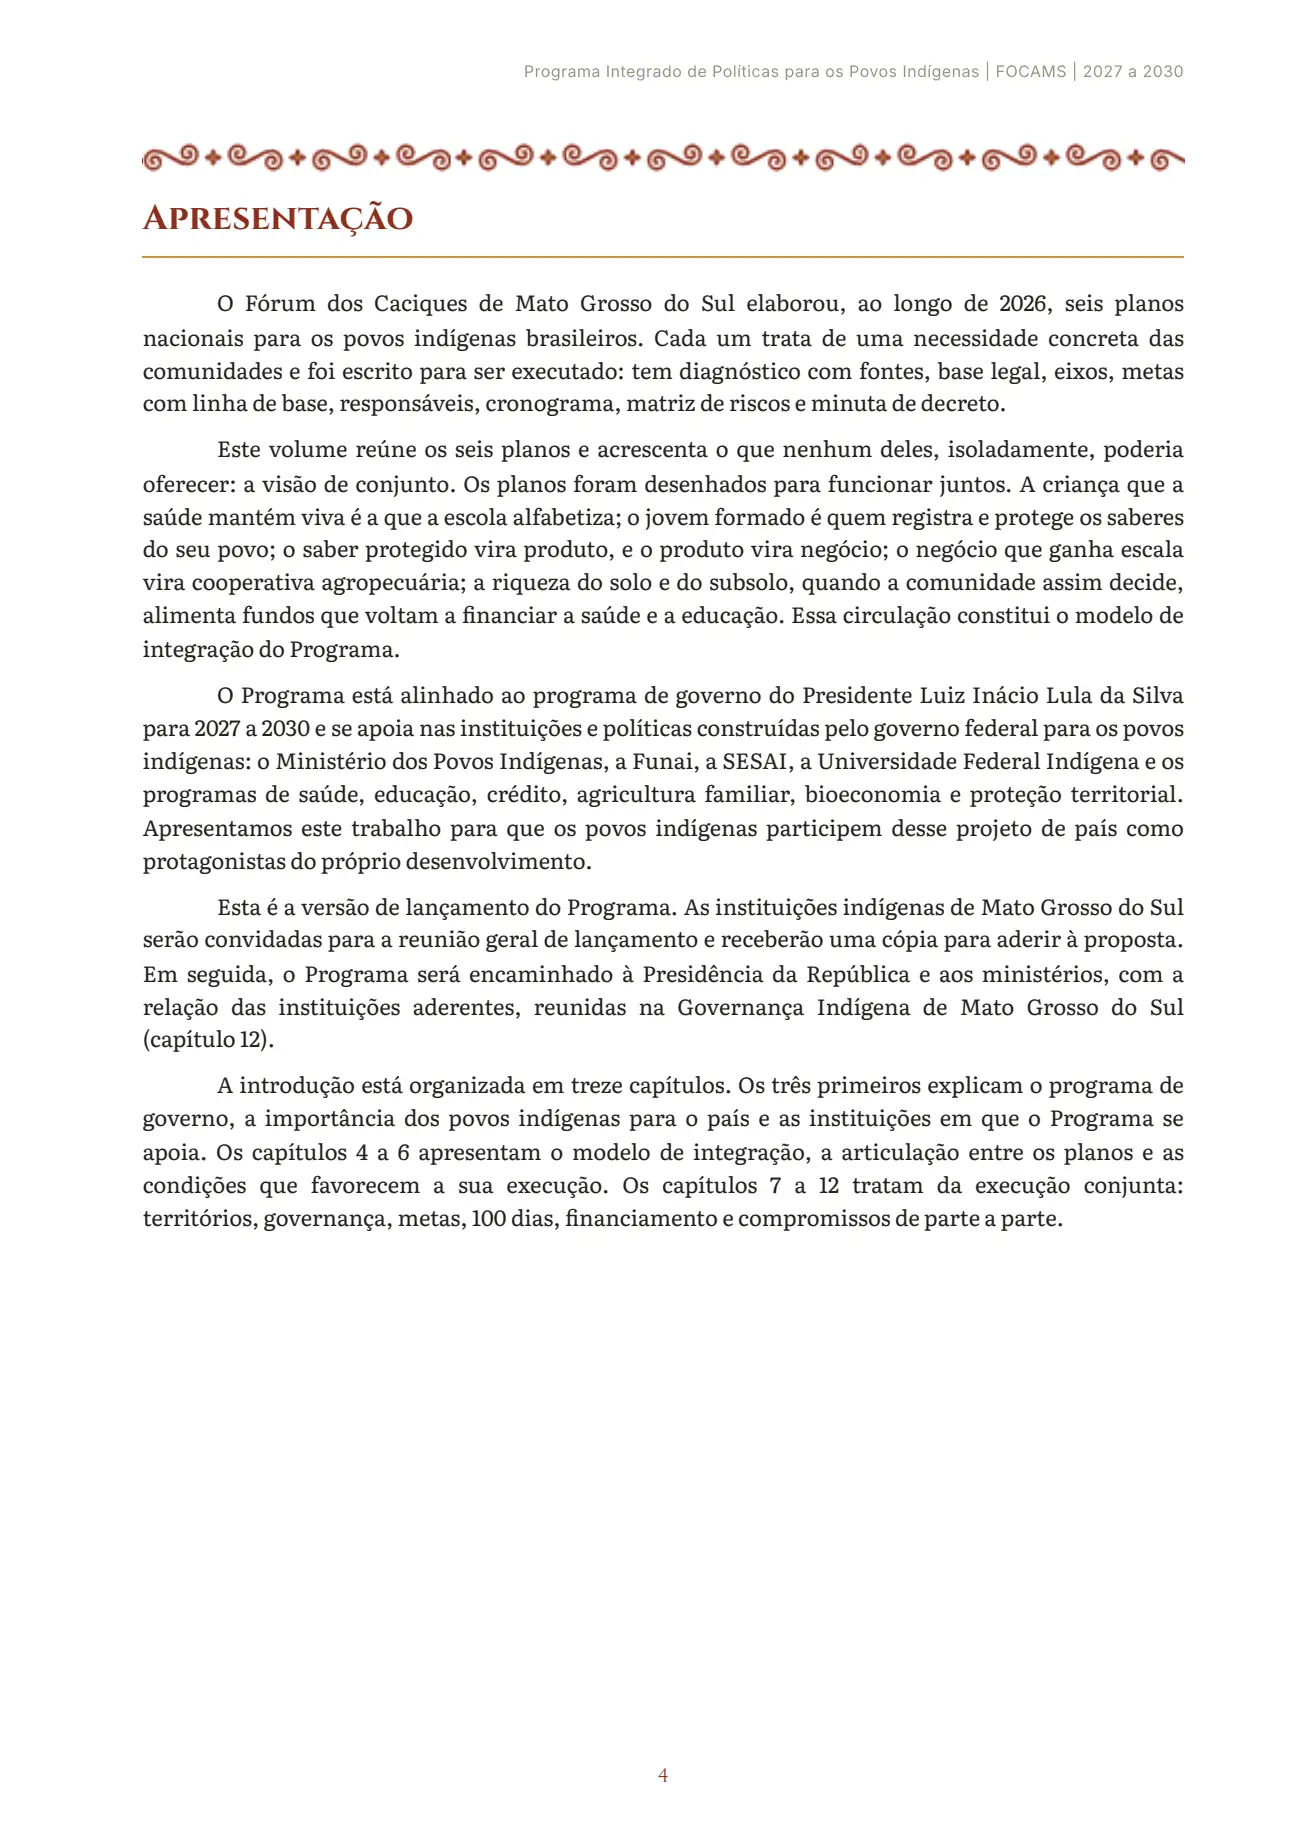 Programa Integrado de Políticas para os Povos Indígenas | FOCAMS | 2027 a 2030
Apresentação
O Fórum dos Caciques de Mato Grosso do Sul elaborou, ao longo de 2026, seis planos
nacionais para os povos indígenas brasileiros. Cada um trata de uma necessidade concreta das
comunidades e foi escrito para ser executado: tem diagnóstico com fontes, base legal, eixos, metas
com linha de base, responsáveis, cronograma, matriz de riscos e minuta de decreto.
Este volume reúne os seis planos e acrescenta o que nenhum deles, isoladamente, poderia
oferecer: a visão de conjunto. Os planos foram desenhados para funcionar juntos. A criança que a
saúde mantém viva é a que a escola alfabetiza; o jovem formado é quem registra e protege os saberes
do seu povo; o saber protegido vira produto, e o produto vira negócio; o negócio que ganha escala
vira cooperativa agropecuária; a riqueza do solo e do subsolo, quando a comunidade assim decide,
alimenta fundos que voltam a financiar a saúde e a educação. Essa circulação constitui o modelo de
integração do Programa.
O Programa está alinhado ao programa de governo do Presidente Luiz Inácio Lula da Silva
para 2027 a 2030 e se apoia nas instituições e políticas construídas pelo governo federal para os povos
indígenas: o Ministério dos Povos Indígenas, a Funai, a SESAI, a Universidade Federal Indígena e os
programas de saúde, educação, crédito, agricultura familiar, bioeconomia e proteção territorial.
Apresentamos este trabalho para que os povos indígenas participem desse projeto de país como
protagonistas do próprio desenvolvimento.
Esta é a versão de lançamento do Programa. As instituições indígenas de Mato Grosso do Sul
serão convidadas para a reunião geral de lançamento e receberão uma cópia para aderir à proposta.
Em seguida, o Programa será encaminhado à Presidência da República e aos ministérios, com a
relação das instituições aderentes, reunidas na Governança Indígena de Mato Grosso do Sul
(capítulo 12).
A introdução está organizada em treze capítulos. Os três primeiros explicam o programa de
governo, a importância dos povos indígenas para o país e as instituições em que o Programa se
apoia. Os capítulos 4 a 6 apresentam o modelo de integração, a articulação entre os planos e as
condições que favorecem a sua execução. Os capítulos 7 a 12 tratam da execução conjunta:
territórios, governança, metas, 100 dias, financiamento e compromissos de parte a parte.
4